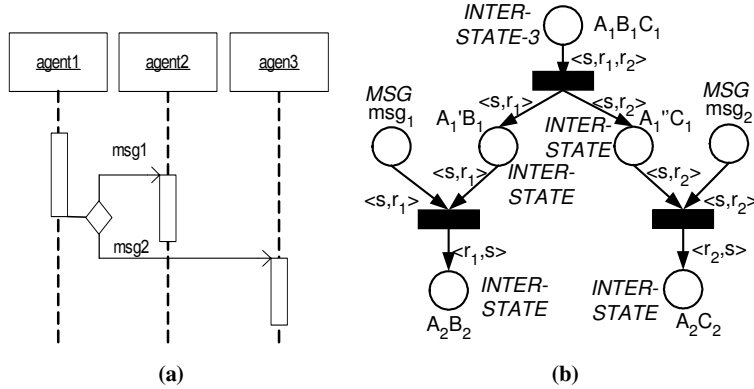 agent1
agent2
agen3
msg1
msg2
(a)
INTER-
STATE-3
A₁B₁C₁
<s,r₁,r₂>
<s,r₁>
<s,r₂>
MSG
msg₁
A₁'B₁
INTER-
STATE
INTER-
STATE
A₁''C₁
MSG
msg₂
<s,r₁>
<s,r₁>
<s,r₂>
<s,r₂>
<r₁,s>
<r₂,s>
INTER-
STATE
A₂B₂
INTER-
STATE
A₂C₂
(b)